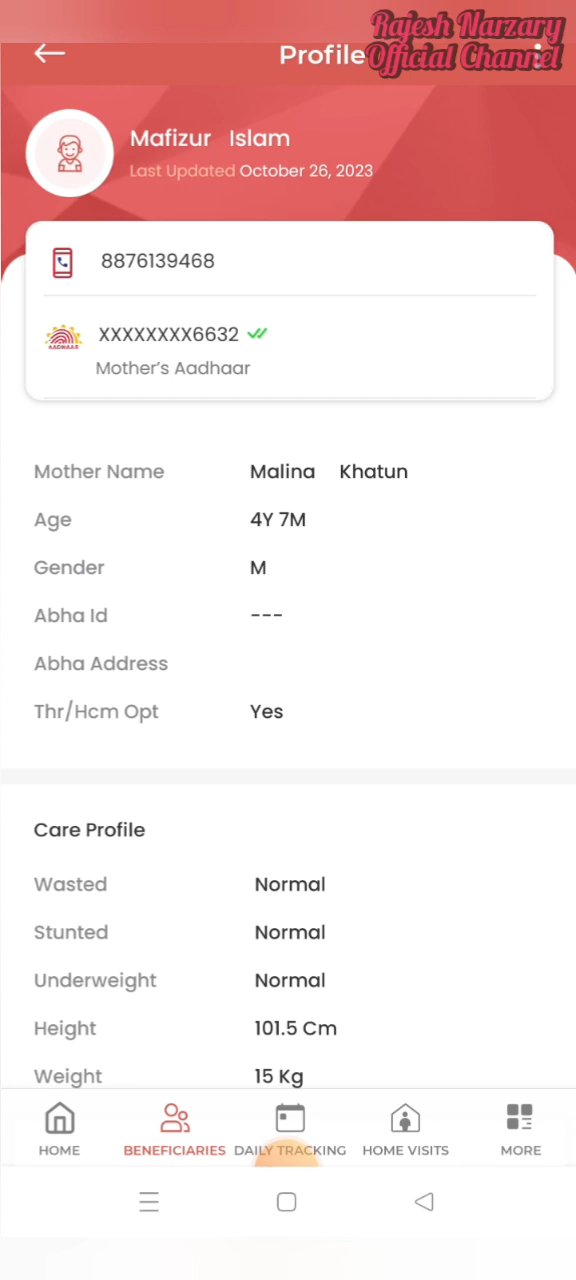 Rajesh Narzary
Official Channel
Profile
Mafizur Islam
Last Updated October 26, 2023
8876139468
XXXXXXXX6632
AADHAAR
Mother's Aadhaar
Mother Name Malina Khatun
Age 4Y 7M
Gender M
Abha Id ---
Abha Address
Thr/Hcm Opt Yes
Care Profile
Wasted Normal
Stunted Normal
Underweight Normal
Height 101.5 Cm
Weight 15 Kg
HOME BENEFICIARIES DAILY TRACKING HOME VISITS MORE